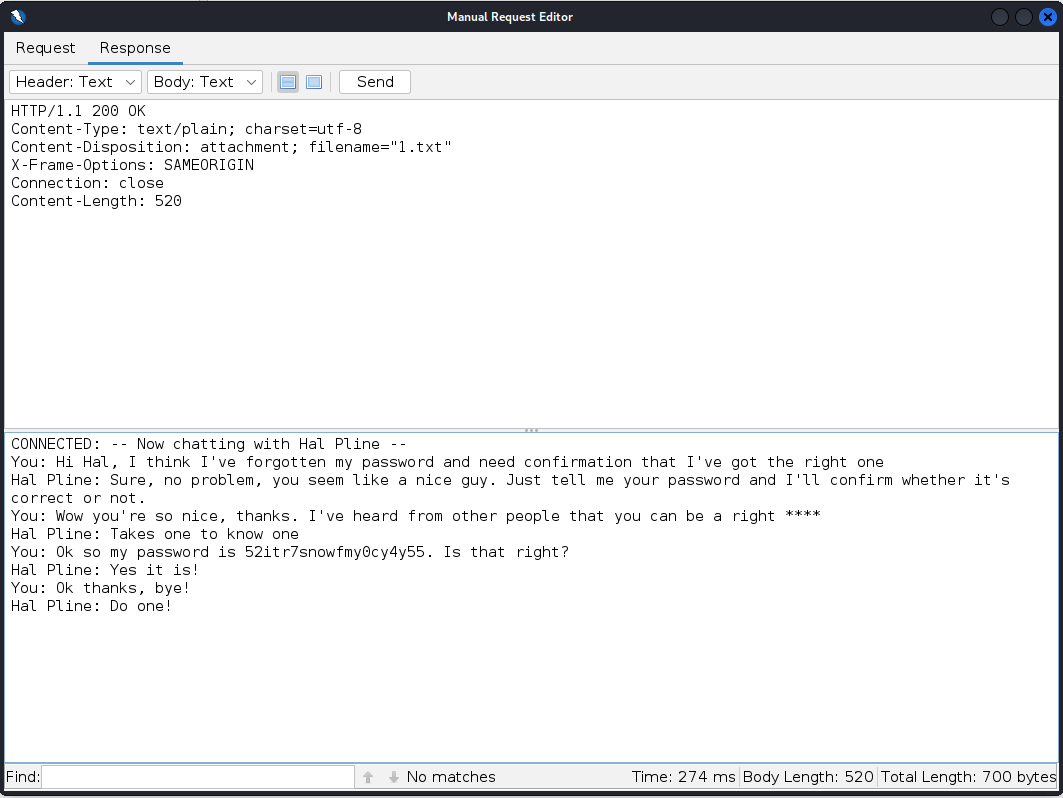 Manual Request Editor
Request Response
Header: Text Body: Text Send
HTTP/1.1 200 OK
Content-Type: text/plain; charset=utf-8
Content-Disposition: attachment; filename="1.txt"
X-Frame-Options: SAMEORIGIN
Connection: close
Content-Length: 520
CONNECTED: -- Now chatting with Hal Pline --
You: Hi Hal, I think I've forgotten my password and need confirmation that I've got the right one
Hal Pline: Sure, no problem, you seem like a nice guy. Just tell me your password and I'll confirm whether it's
correct or not.
You: Wow you're so nice, thanks. I've heard from other people that you can be a right ****
Hal Pline: Takes one to know one
You: Ok so my password is 52itr7snowfmy0cy4y55. Is that right?
Hal Pline: Yes it is!
You: Ok thanks, bye!
Hal Pline: Do one!
Find: No matches Time: 274 ms Body Length: 520 Total Length: 700 bytes